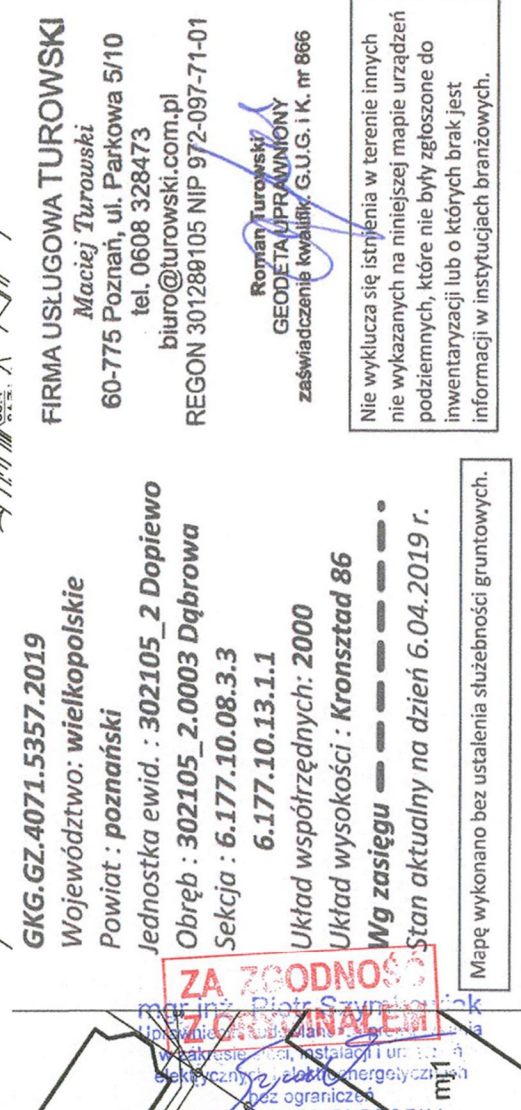 GKG.GZ.4071.5357.2019
Województwo: wielkopolskie
Powiat : poznański
Jednostka ewid. : 302105_2 Dopiewo
Obręb : 302105_2.0003 Dąbrowa
Sekcja : 6.177.10.08.3.3
6.177.10.13.1.1
Układ współrzędnych: 2000
Układ wysokości : Kronsztad 86
Wg zasięgu
Stan aktualny na dzień 6.04.2019 r.
Mapę wykonano bez ustalenia służebności gruntowych.
FIRMA USŁUGOWA TUROWSKI
Maciej Turowski
60-775 Poznań, ul. Parkowa 5/10
tel. 0608 328473
biuro@turowski.com.pl
REGON 301289105 NIP 972-097-71-01
Roman Turowski
GEODETA UPRAWNIONY
zaświadczenie kwalifik. G.U.G. i K. nr 866
Nie wyklucza się istnienia w terenie innych
nie wykazanych na niniejszej mapie urządzeń
podziemnych, które nie były zgłoszone do
inwentaryzacji lub o których brak jest
informacji w instytucjach branżowych.
ZA ZGODNOŚĆ
Z ORYGINAŁEM
mgr inż. Piotr
w zakresie sieci, instalacji i
bez ograniczeń
mj1